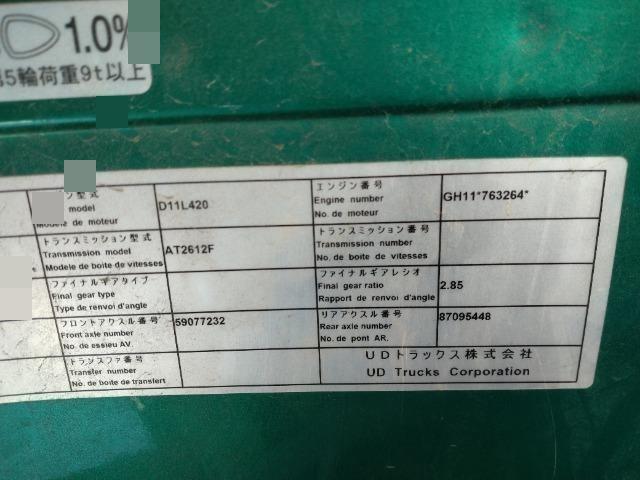 1.0%
5輪荷重9t以上
ン型式
model
Modele de moteur
D11L420
エンジン番号
Engine number
No. de moteur
GH11*763264*
トランスミッション型式
Transmission model
Modele de boite de vitesses
AT2612F
トランスミッション番号
Transmission number
No. de boite de vitesses
ファイナルギアタイプ
Final gear type
Type de renvoi d'angle
ファイナルギアレシオ
Final gear ratio
Rapport de renvoi d'angle
2.85
フロントアクスル番号
Front axle number
No. de essieu AV.
59077232
リアアクスル番号
Rear axle number
No. de pont AR.
87095448
トランスファ番号
Transfer number
No. de boite de transfert
UDトラックス株式会社
UD Trucks Corporation